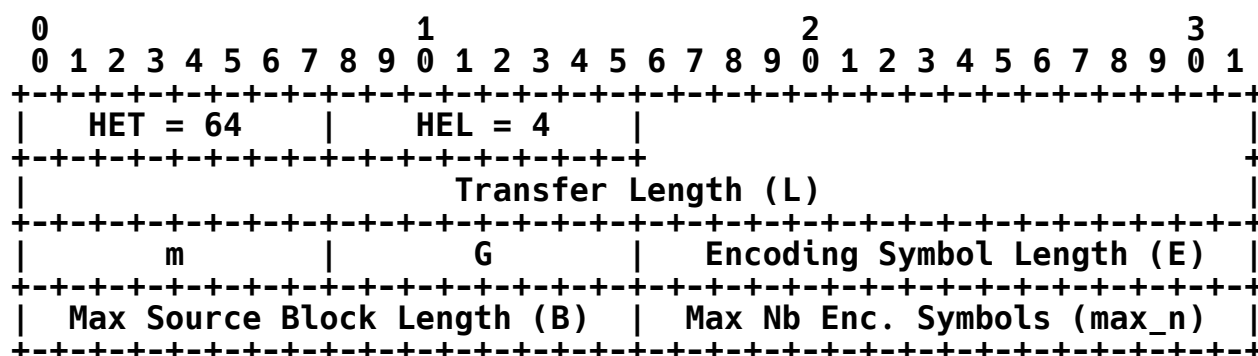 0                   1                   2                   3
0 1 2 3 4 5 6 7 8 9 0 1 2 3 4 5 6 7 8 9 0 1 2 3 4 5 6 7 8 9 0 1
+-+-+-+-+-+-+-+-+-+-+-+-+-+-+-+-+-+-+-+-+-+-+-+-+-+-+-+-+-+-+-+-+
|   HET = 64    |    HEL = 4    |                               |
+-+-+-+-+-+-+-+-+-+-+-+-+-+-+-+-+                               +
|                      Transfer Length (L)                      |
+-+-+-+-+-+-+-+-+-+-+-+-+-+-+-+-+-+-+-+-+-+-+-+-+-+-+-+-+-+-+-+-+
|       m       |       G       |   Encoding Symbol Length (E)  |
+-+-+-+-+-+-+-+-+-+-+-+-+-+-+-+-+-+-+-+-+-+-+-+-+-+-+-+-+-+-+-+-+
|  Max Source Block Length (B)  |  Max Nb Enc. Symbols (max_n)  |
+-+-+-+-+-+-+-+-+-+-+-+-+-+-+-+-+-+-+-+-+-+-+-+-+-+-+-+-+-+-+-+-+